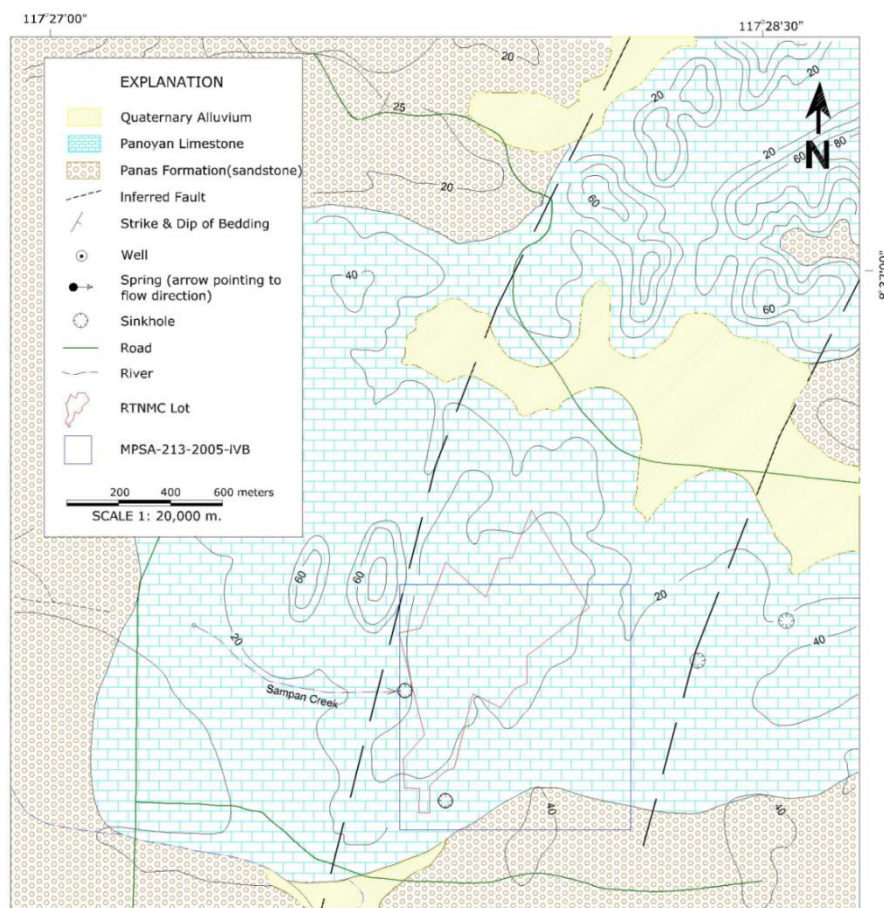 117°27'00"
117°28'30"
EXPLANATION
Quaternary Alluvium
Panoyan Limestone
Panas Formation(sandstone)
Inferred Fault
Strike & Dip of Bedding
Well
Spring (arrow pointing to
flow direction)
Sinkhole
Road
River
RTNMC Lot
MPSA-213-2005-IVB
200 400 600 meters
SCALE 1: 20,000 m.
N
20
25
20
20
20
20
60
80
60
60
40
60
60
20
20
40
Sampan Creek
40
40